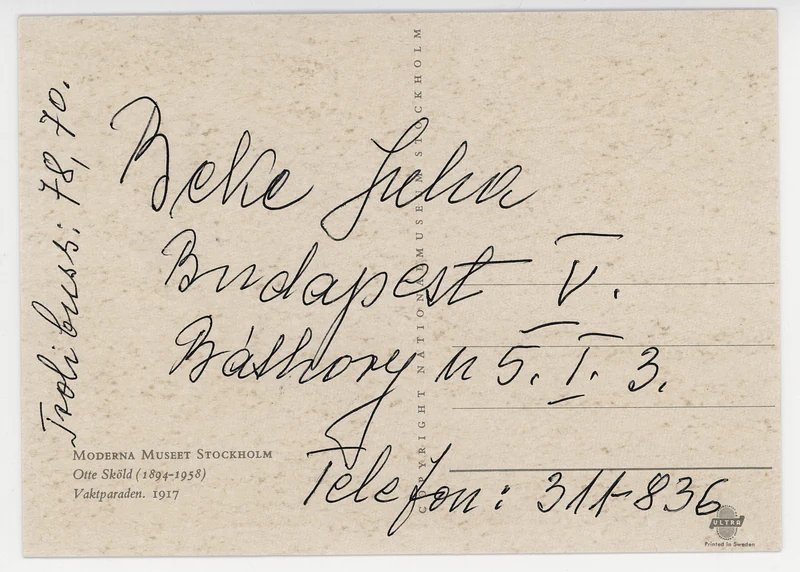 Beke Julia
Budapest V.
Báthory u 5. I. 3.
Telefon: 311-836
Troli buss: 78, 70.
COPYRIGHT NATIONALMUSEUM STOCKHOLM
MODERNA MUSEET STOCKHOLM
Otte Sköld (1894-1958)
Vaktparaden. 1917
ULTRA
Printed in Sweden